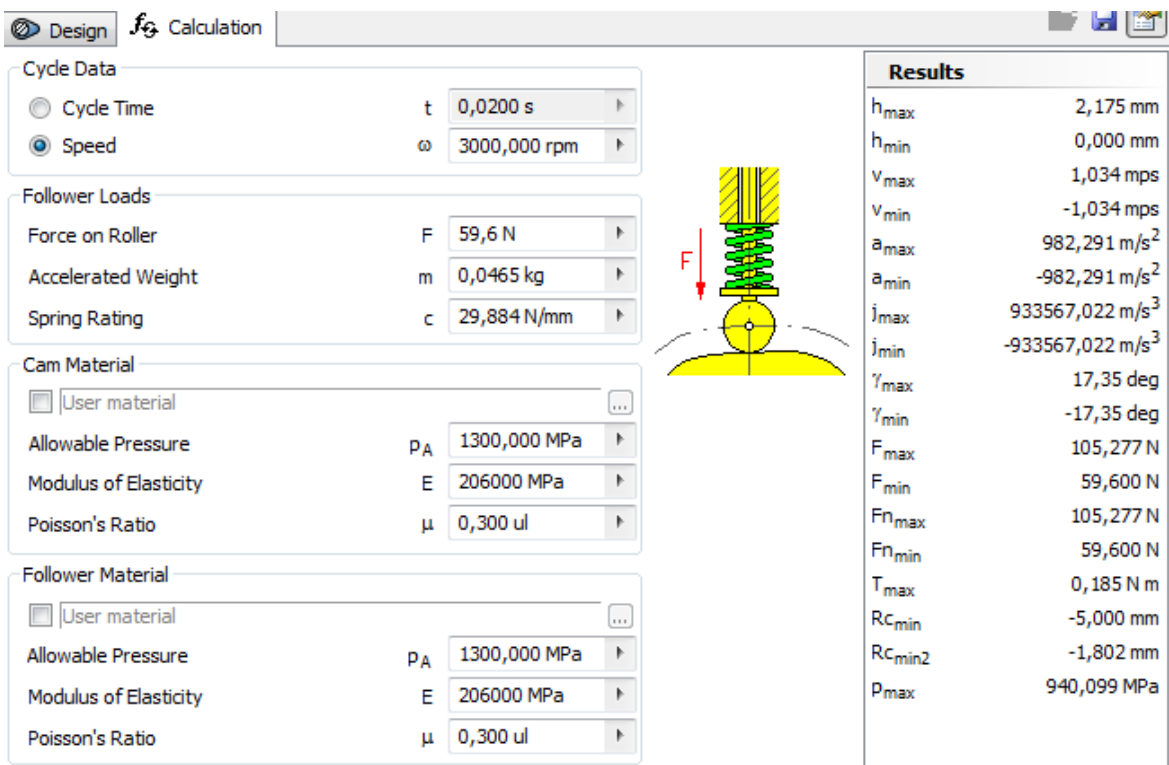 Design
Calculation
Cycle Data
Cycle Time t 0,0200 s
Speed ω 3000,000 rpm
Follower Loads
Force on Roller F 59,6 N
Accelerated Weight m 0,0465 kg
Spring Rating c 29,884 N/mm
Cam Material
User material ...
Allowable Pressure pA 1300,000 MPa
Modulus of Elasticity E 206000 MPa
Poisson's Ratio μ 0,300 ul
Follower Material
User material ...
Allowable Pressure pA 1300,000 MPa
Modulus of Elasticity E 206000 MPa
Poisson's Ratio μ 0,300 ul
F
Results
hmax 2,175 mm
hmin 0,000 mm
vmax 1,034 mps
vmin -1,034 mps
amax 982,291 m/s²
amin -982,291 m/s²
jmax 933567,022 m/s³
jmin -933567,022 m/s³
γmax 17,35 deg
γmin -17,35 deg
Fmax 105,277 N
Fmin 59,600 N
Fnmax 105,277 N
Fnmin 59,600 N
Tmax 0,185 N m
Rcmin -5,000 mm
Rcmin2 -1,802 mm
pmax 940,099 MPa